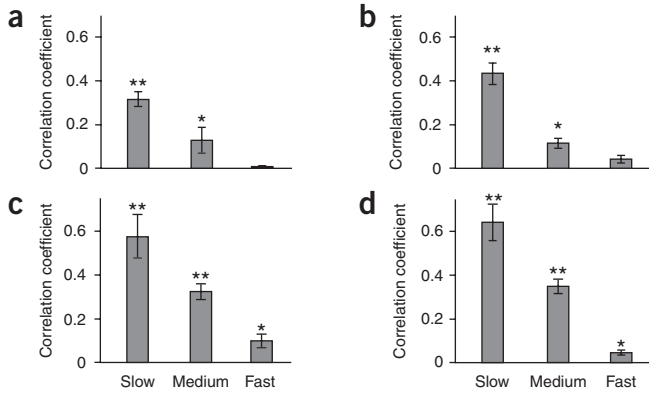 a
Correlation coefficient
0.6
0.4
0.2
0
**
*
b
Correlation coefficient
0.6
0.4
0.2
0
**
*
c
Correlation coefficient
0.6
0.4
0.2
0
**
**
*
Slow Medium Fast
d
Correlation coefficient
0.6
0.4
0.2
0
**
**
*
Slow Medium Fast